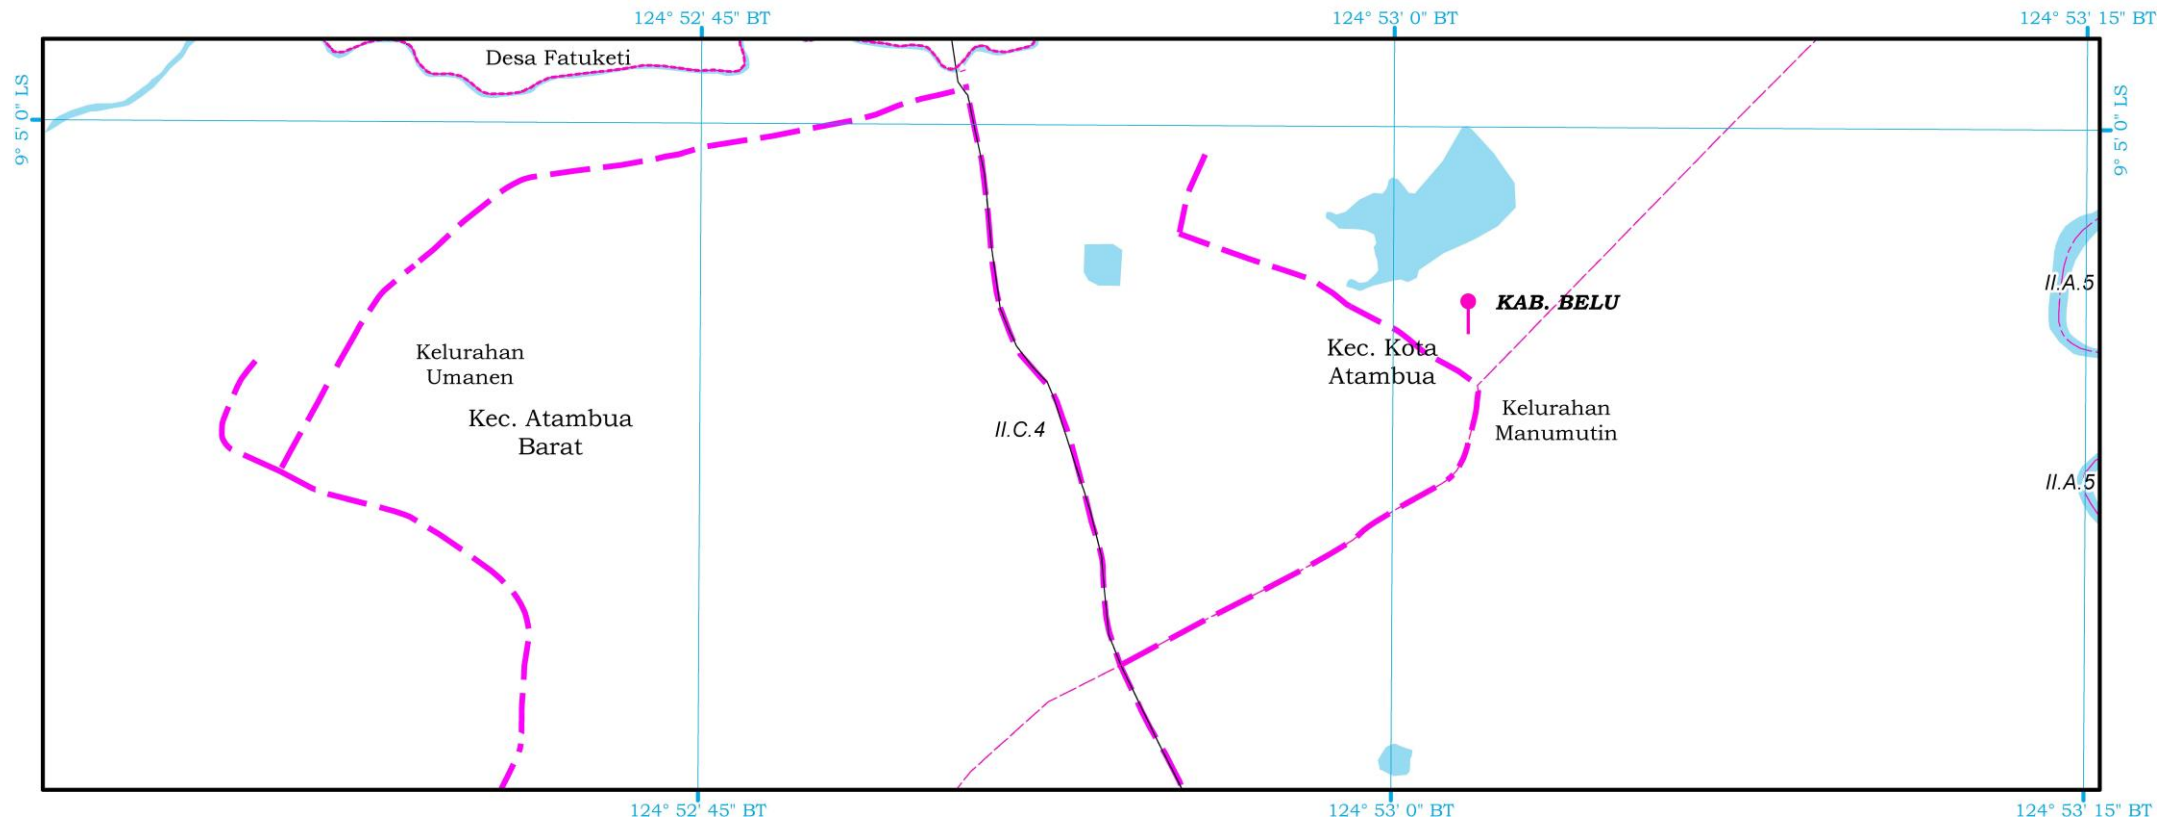 124° 52' 45" BT
124° 53' 0" BT
124° 53' 15" BT
9° 5' 0" LS
9° 5' 0" LS
Desa Fatuketi
II.A.5
KAB. BELU
Kec. Kota
Atambua
Kelurahan
Umanen
Kec. Atambua
Barat
II.C.4
Kelurahan
Manumutin
II.A.5
124° 52' 45" BT
124° 53' 0" BT
124° 53' 15" BT